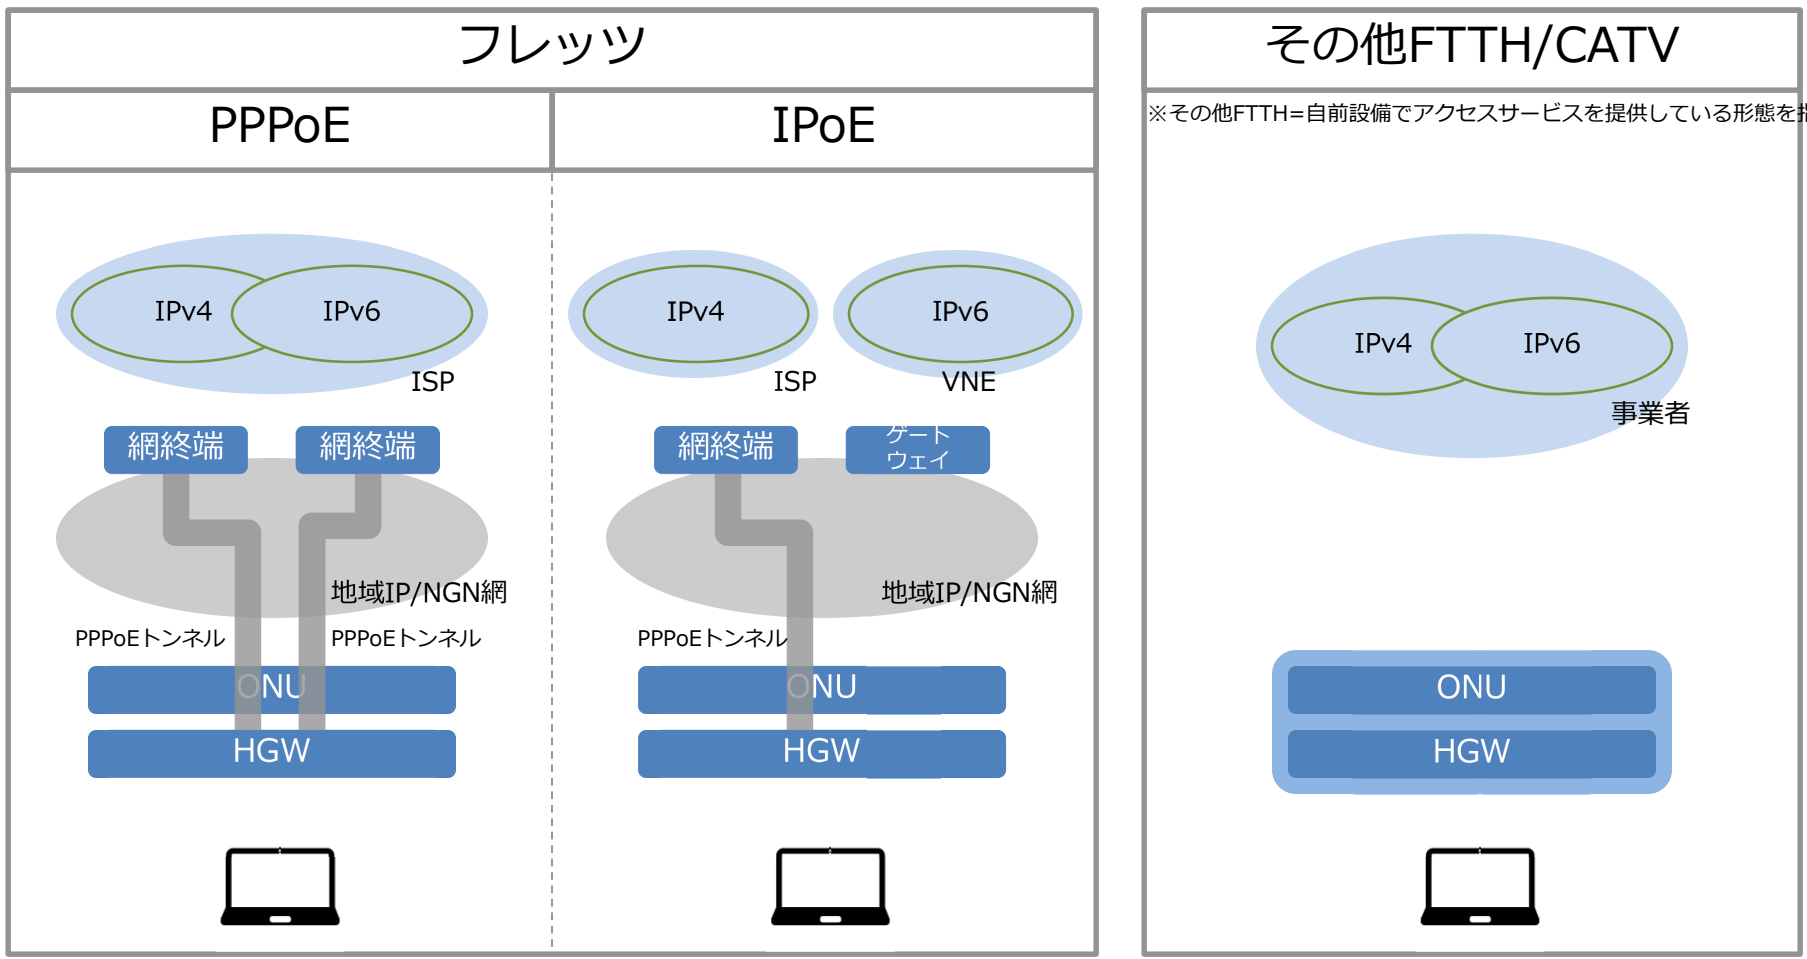 フレッツ
PPPoE
IPoE
IPv4
IPv6
ISP
網終端
網終端
地域IP/NGN網
PPPoEトンネル
PPPoEトンネル
ONU
HGW
IPv4
IPv6
ISP
VNE
網終端
ゲート
ウェイ
地域IP/NGN網
PPPoEトンネル
ONU
HGW
その他FTTH/CATV
※その他FTTH=自前設備でアクセスサービスを提供している形態を
IPv4
IPv6
事業者
ONU
HGW